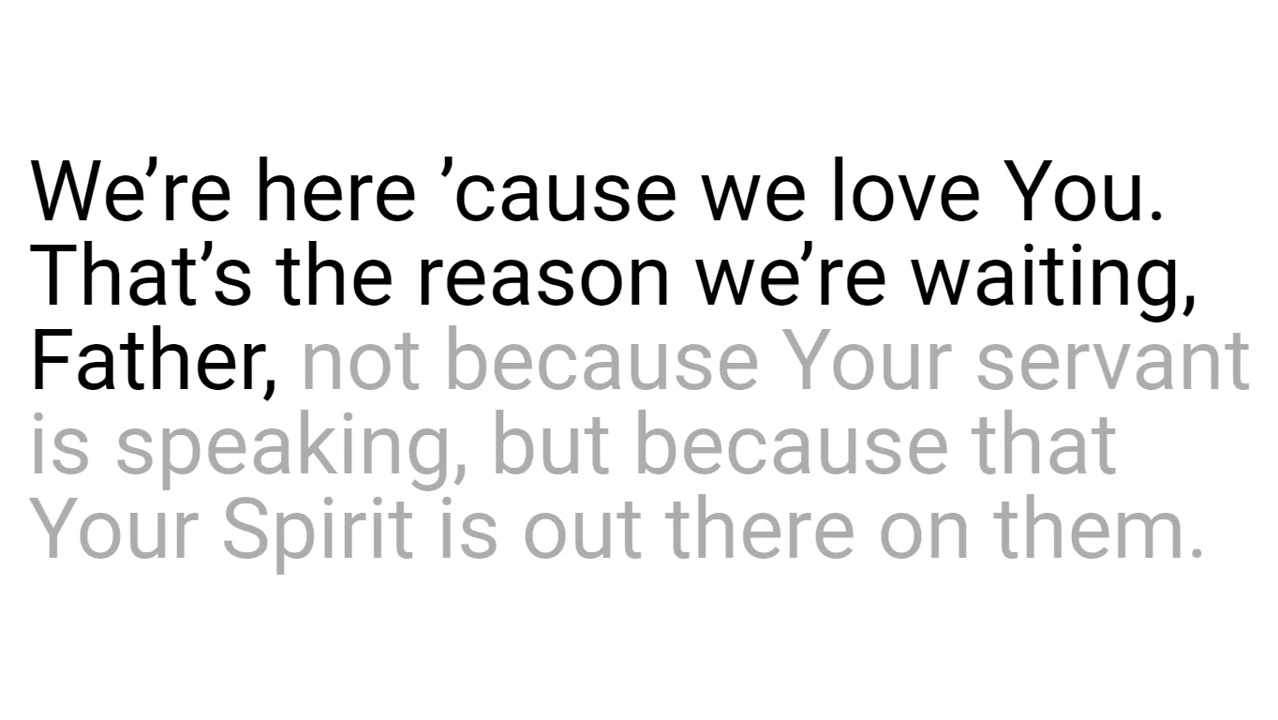 We’re here ’cause we love You.
That’s the reason we’re waiting,
Father, not because Your servant
is speaking, but because that
Your Spirit is out there on them.